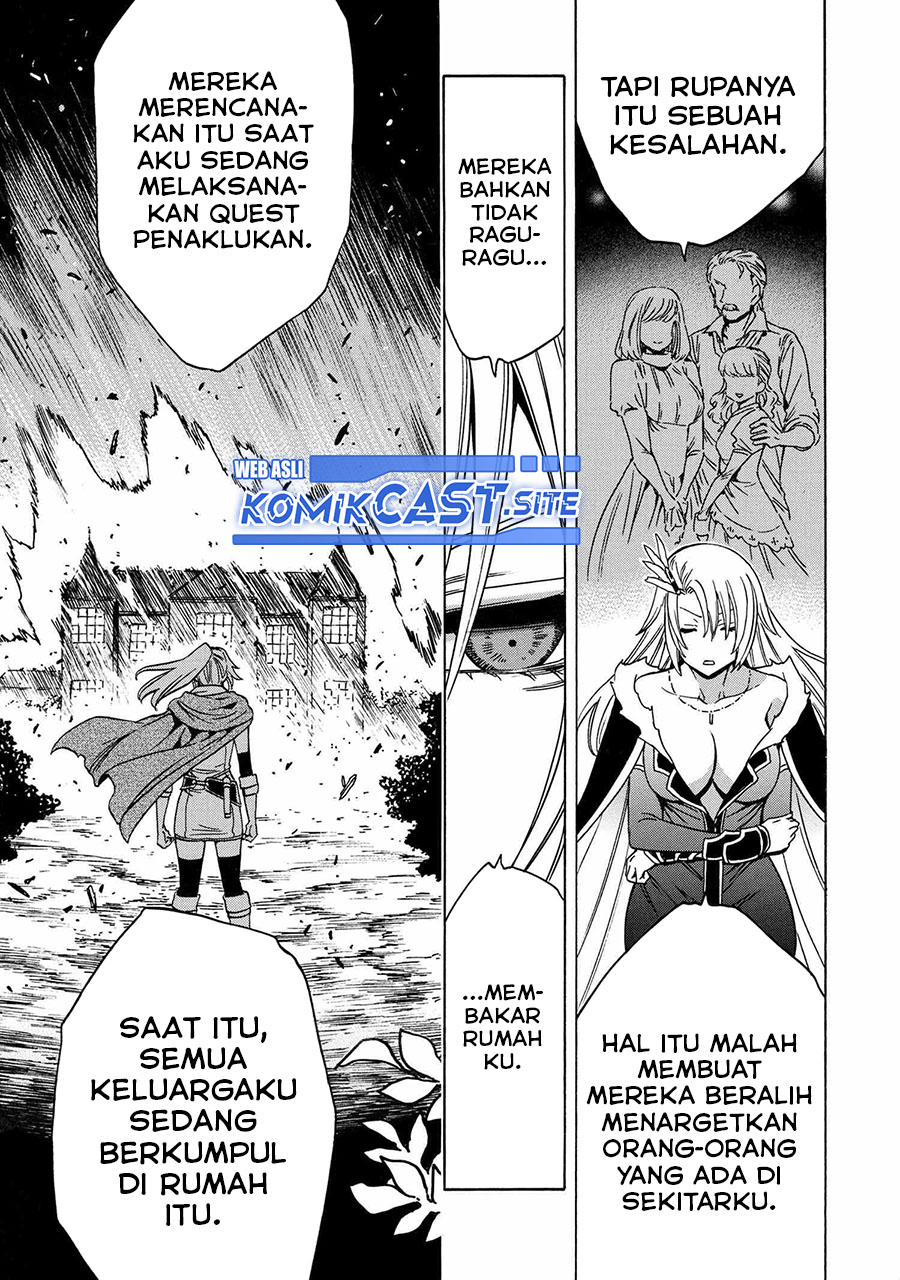 TAPI RUPANYA
ITU SEBUAH
KESALAHAN.
HAL ITU MALAH
MEMBUAT
MEREKA BERALIH
MENARGETKAN
ORANG-ORANG
YANG ADA DI
SEKITARKU.
MEREKA
BAHKAN
TIDAK
RAGU-
RAGU...
...MEM-
BAKAR
RUMAH
KU.
MEREKA
MERENCANA-
KAN ITU SAAT
AKU SEDANG
MELAKSANA-
KAN QUEST
PENAKLUKAN.
SAAT ITU,
SEMUA
KELUARGAKU
SEDANG
BERKUMPUL
DI RUMAH
ITU.
WEB ASLI
KOMIKCAST.SITE